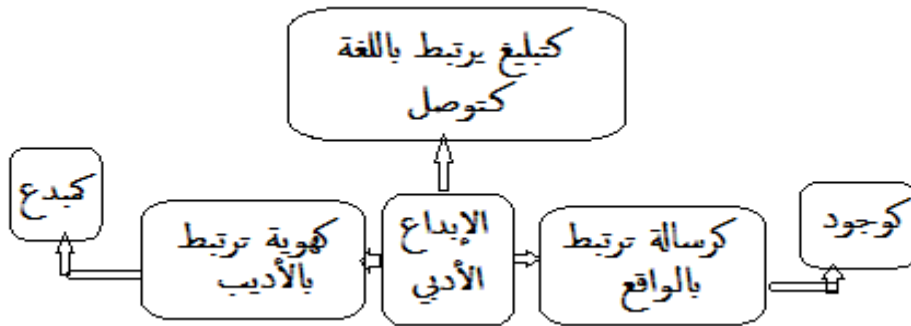 كتبليغ يرتبط باللغة
كتوصل
كمبدع
كهوية ترتبط
بالأديب
الإبداع
الأدبي
كرسالة ترتبط
بالواقع
كوجود